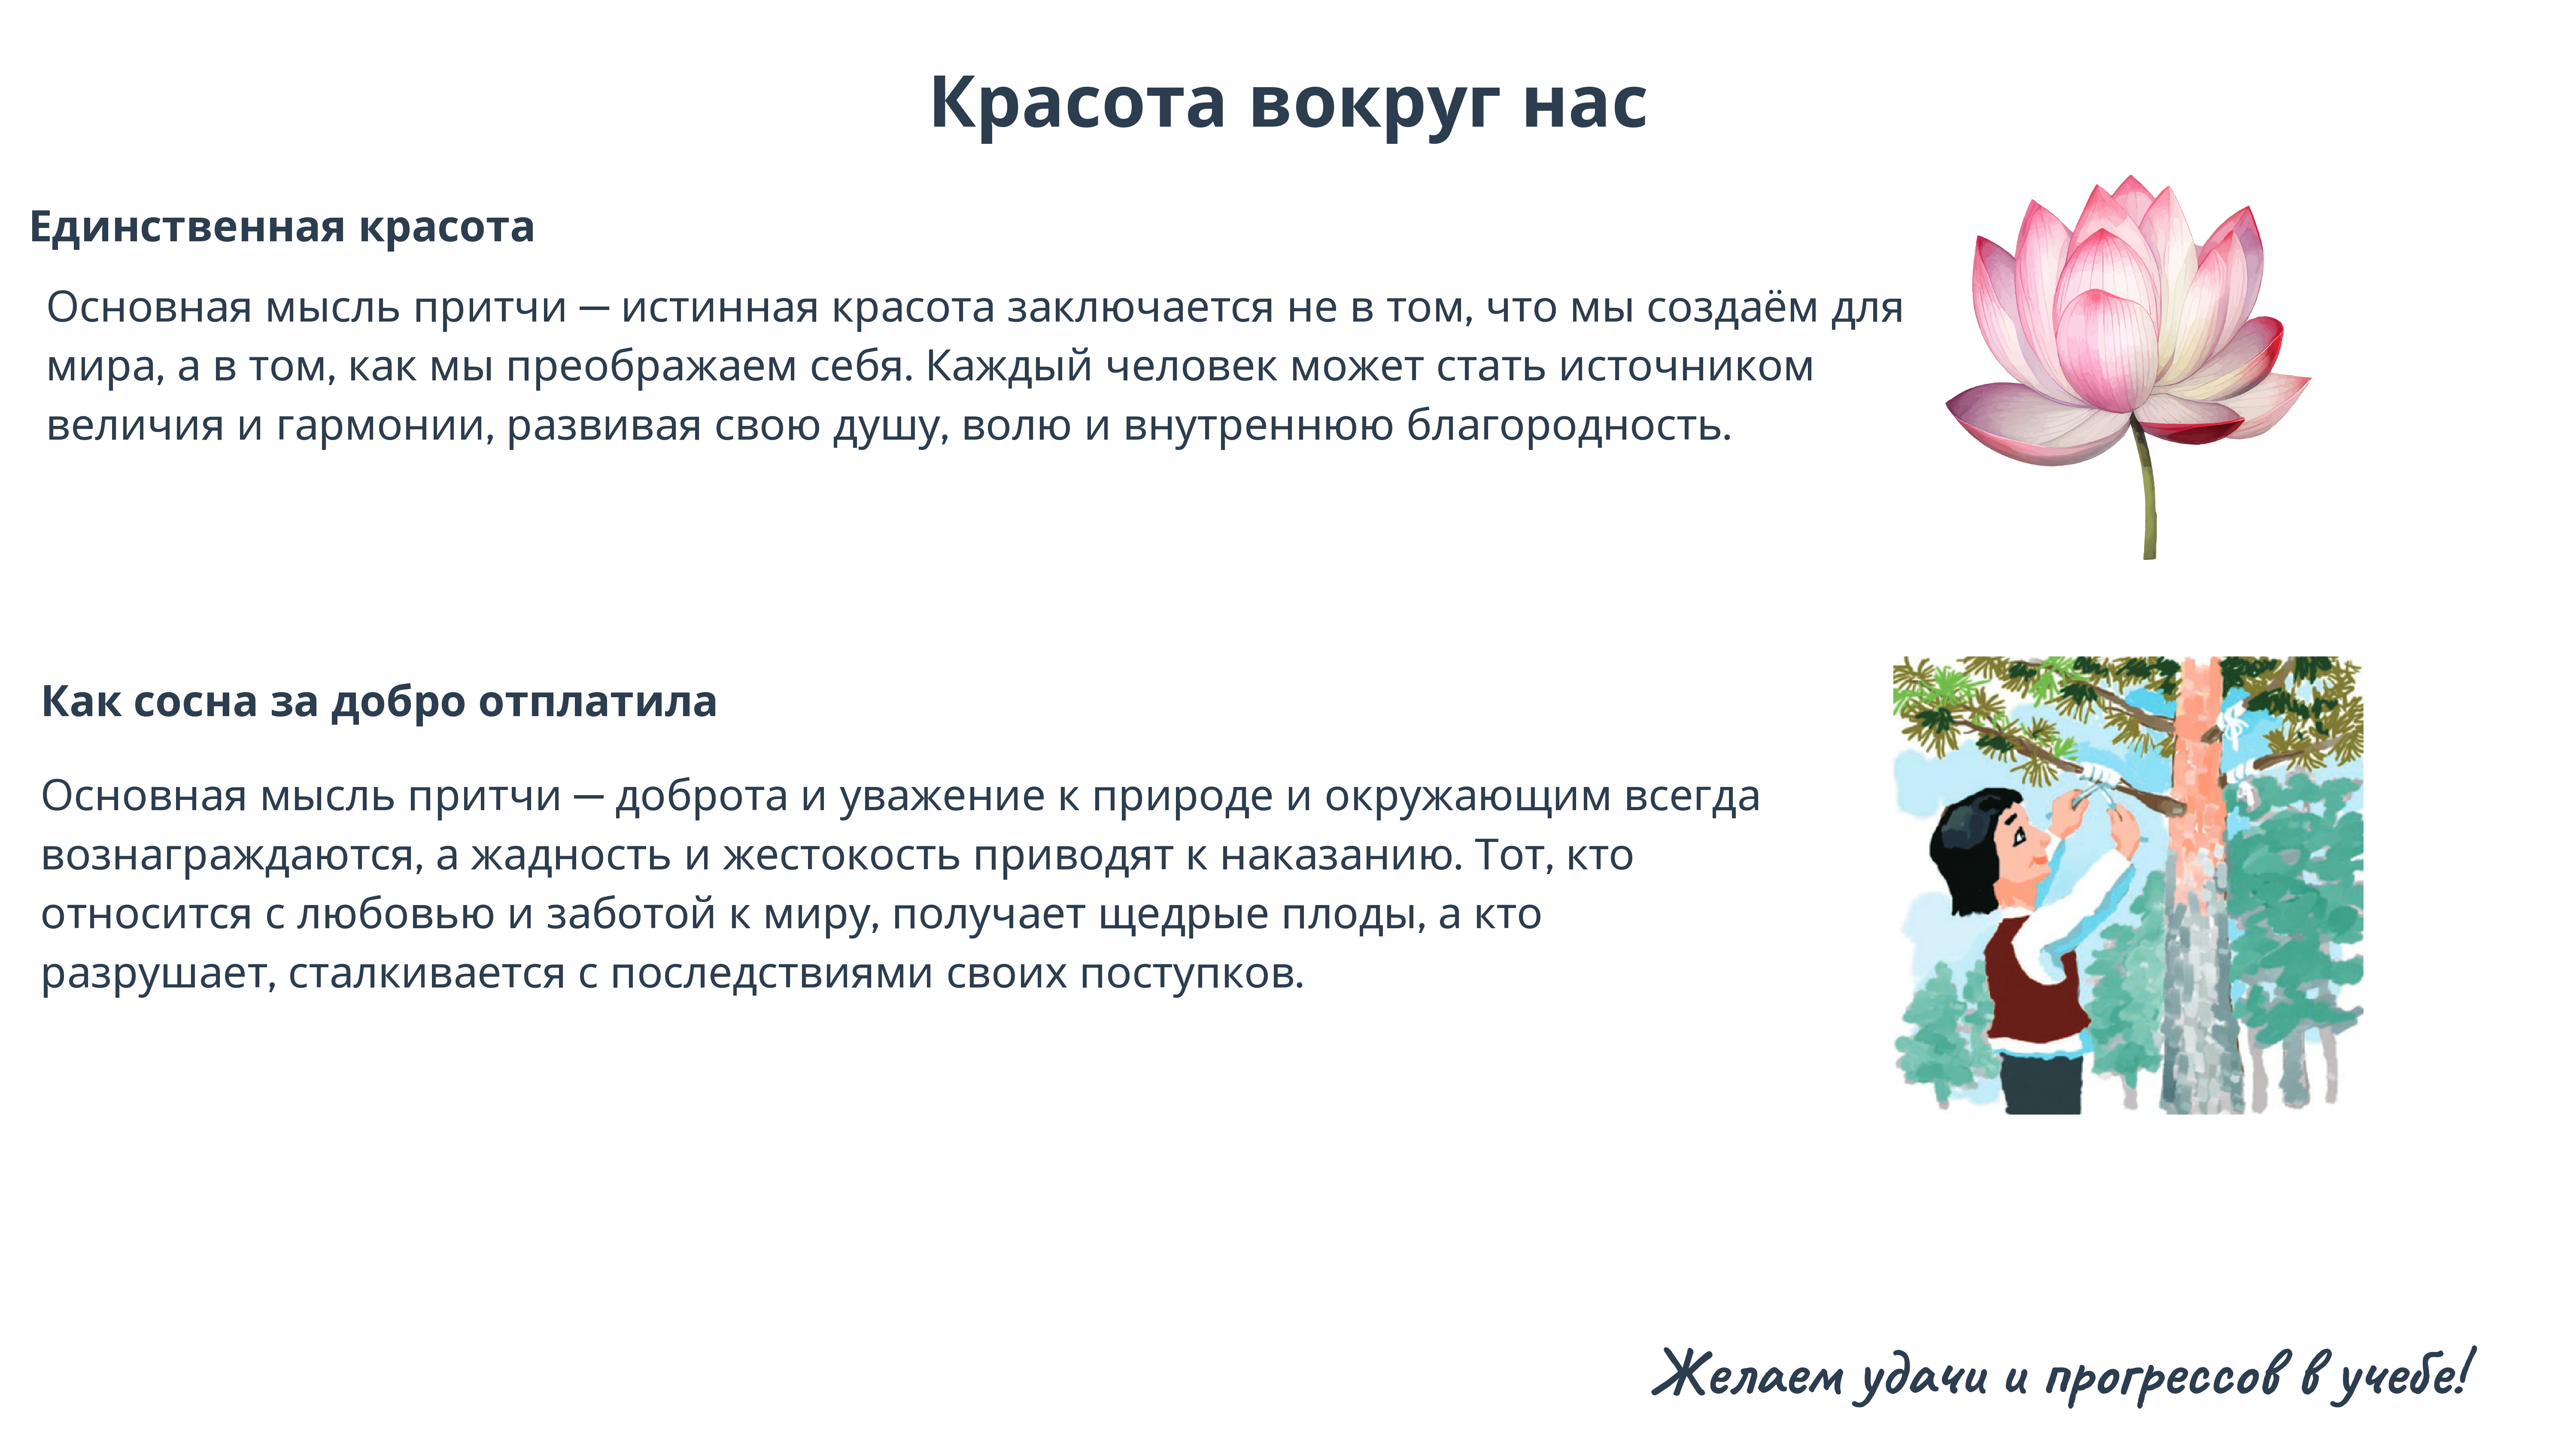 Красота вокруг нас
Единственная красота
Основная мысль притчи — истинная красота заключается не в том, что мы создаём для
мира, а в том, как мы преображаем себя. Каждый человек может стать источником
величия и гармонии, развивая свою душу, волю и внутреннюю благородность.
Как сосна за добро отплатила
Основная мысль притчи — доброта и уважение к природе и окружающим всегда
вознаграждаются, а жадность и жестокость приводят к наказанию. Тот, кто
относится с любовью и заботой к миру, получает щедрые плоды, а кто
разрушает, сталкивается с последствиями своих поступков.
Желаем удачи и прогрессов в учебе!